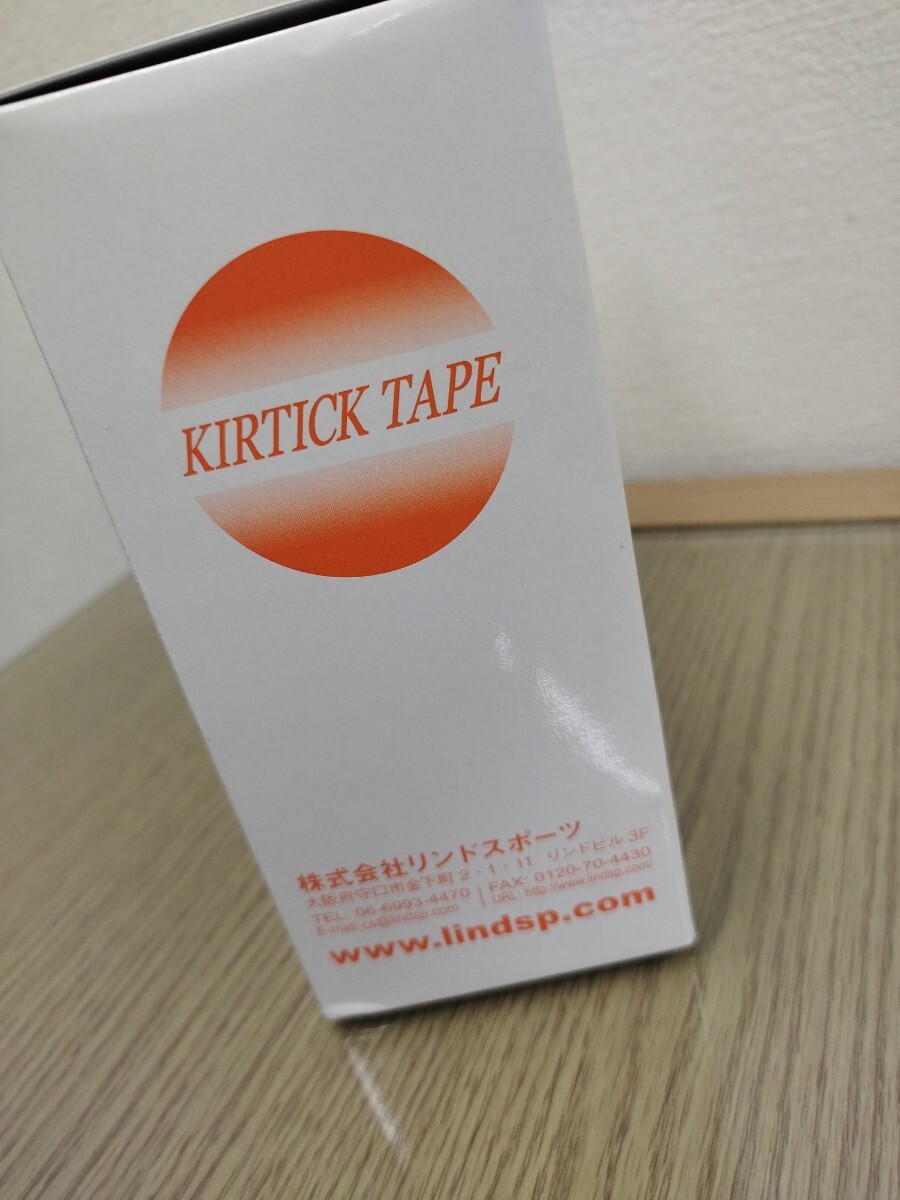 KIRTICK TAPE
株式会社リンドスポーツ
大阪府守口市金下町 2 - 1 - 11 リンドビル 3F
TEL: 06-6993-4470 | FAX: 0120-70-4430
E-mail: cs@lindsp.com | URL: http://www.lindsp.com/
www.lindsp.com